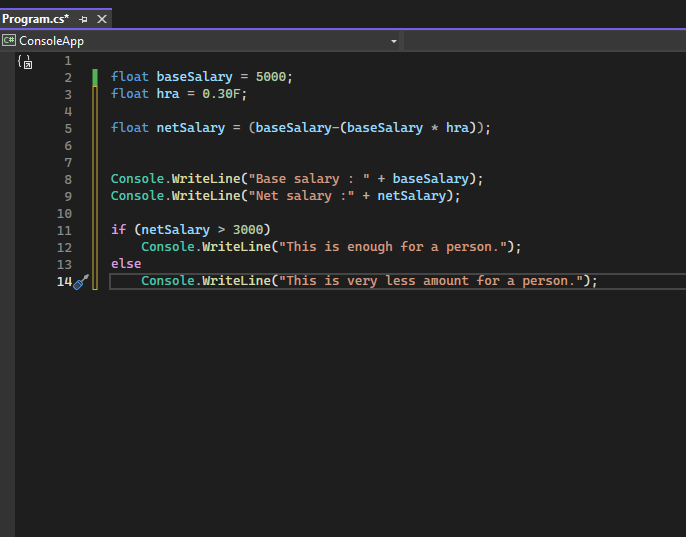 Program.cs*
C# ConsoleApp
1
2 float baseSalary = 5000;
3 float hra = 0.30F;
4
5 float netSalary = (baseSalary-(baseSalary * hra));
6
7
8 Console.WriteLine("Base salary : " + baseSalary);
9 Console.WriteLine("Net salary :" + netSalary);
10
11 if (netSalary > 3000)
12 Console.WriteLine("This is enough for a person.");
13 else
14 Console.WriteLine("This is very less amount for a person.");